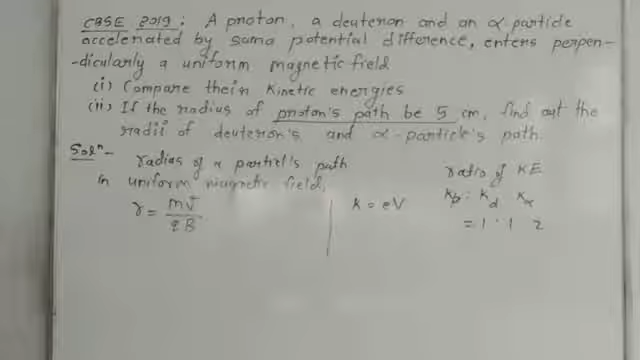 CBSE 2019: A proton, a deuteron and an α particle
accelerated by sama potential difference, enters perpen-
-dicularly a uniform magnetic field
(i) Compare their kinetic energies
(ii) If the radius of proton's path be 5 cm, find out the
radii of deuteron's and α-particle's path.
Solⁿ- radius of a partiel's path
in uniform magnetic field,
r = mv/qB
K = eV
ratio of KE
Kp : Kd Kα
= 1 : 1 2